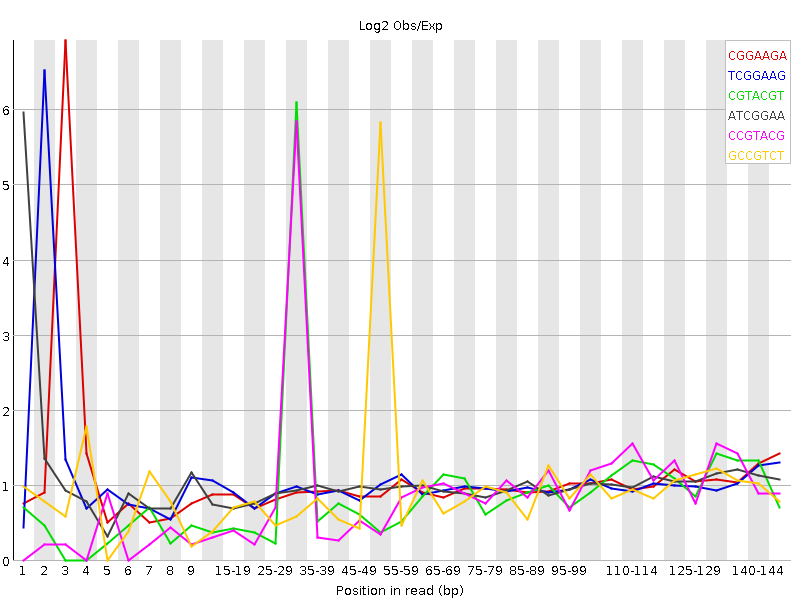 Log2 Obs/Exp
CGGAAGA
TCGGAAG
CGTACGT
ATCGGAA
CCGTACG
GCCGTCT
6
5
4
3
2
1
0
1 2 3 4 5 6 7 8 9 15-19 25-29 35-39 45-49 55-59 65-69 75-79 85-89 95-99 110-114 125-129 140-144
Position in read (bp)